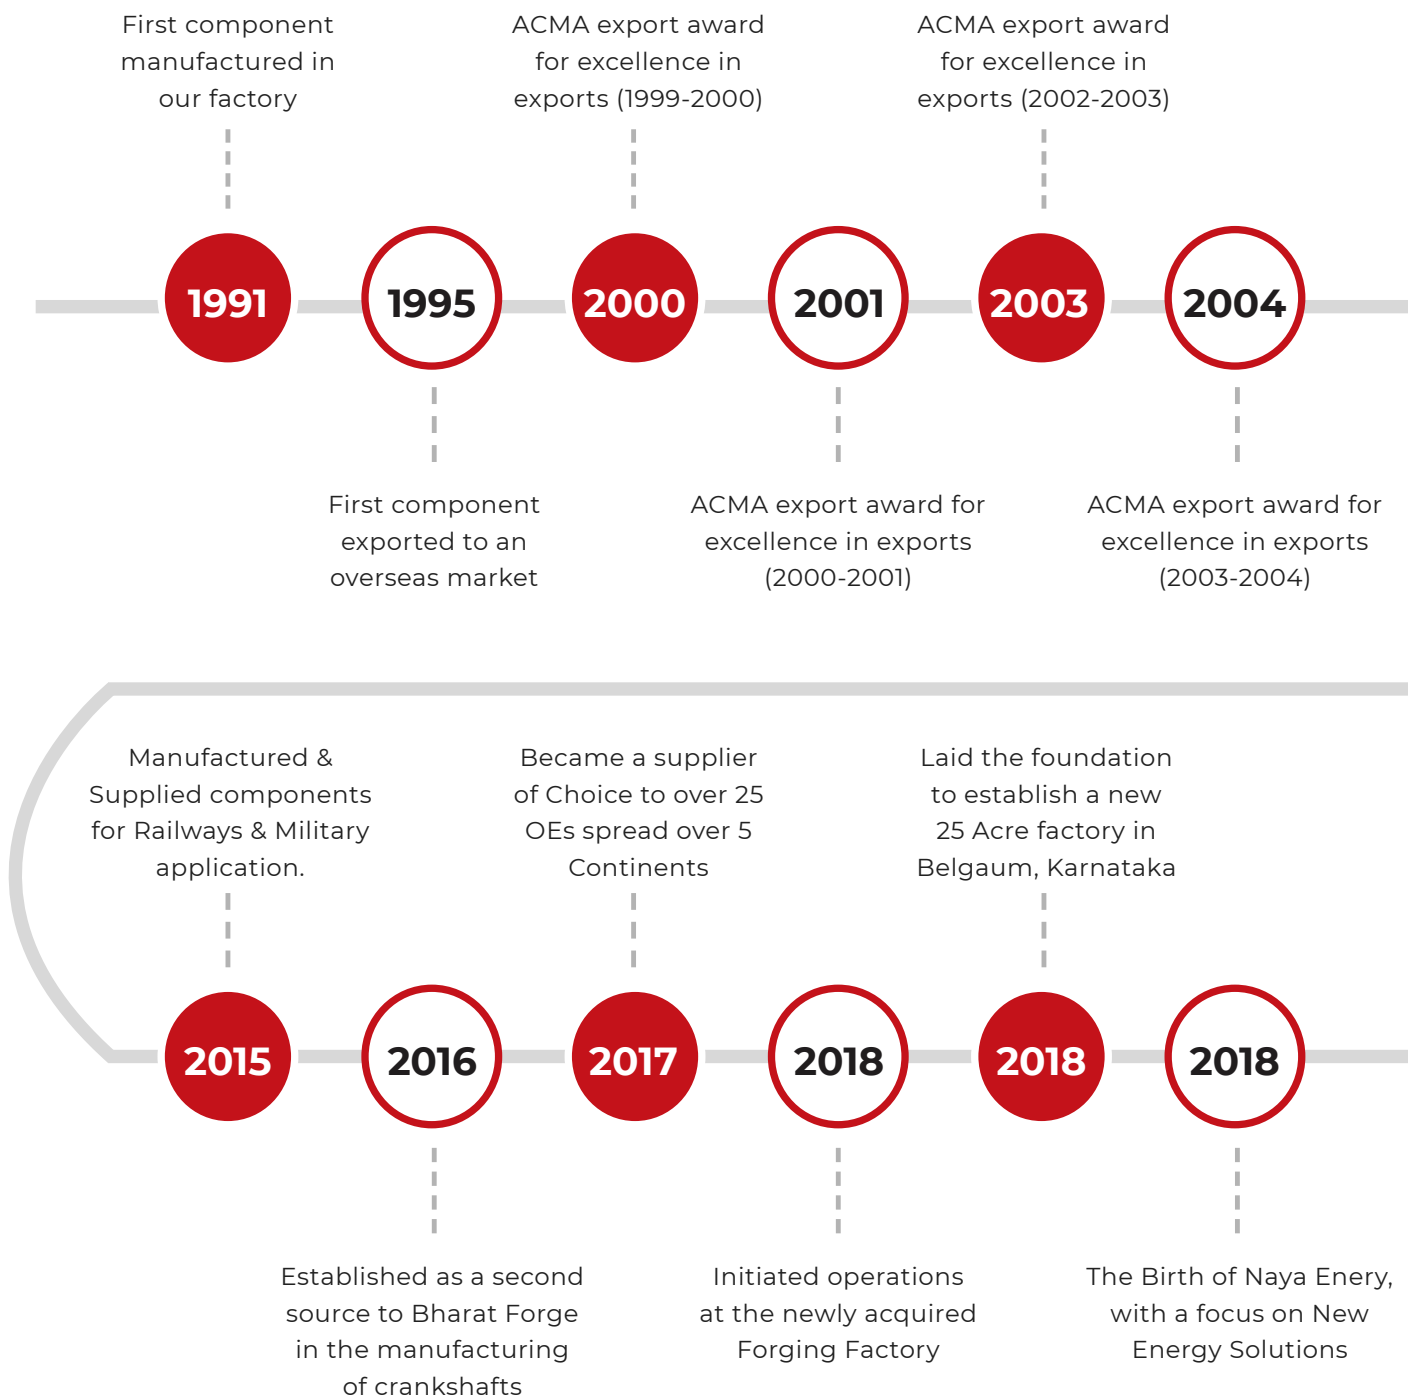 First component
manufactured in
our factory
ACMA export award
for excellence in
exports (1999-2000)
ACMA export award
for excellence in
exports (2002-2003)
1991
1995
2000
2001
2003
2004
First component
exported to an
overseas market
ACMA export award for
excellence in exports
(2000-2001)
ACMA export award for
excellence in exports
(2003-2004)
Manufactured &
Supplied components
for Railways & Military
application.
Became a supplier
of Choice to over 25
OEs spread over 5
Continents
Laid the foundation
to establish a new
25 Acre factory in
Belgaum, Karnataka
2015
2016
2017
2018
2018
2018
Established as a second
source to Bharat Forge
in the manufacturing
of crankshafts
Initiated operations
at the newly acquired
Forging Factory
The Birth of Naya Enery,
with a focus on New
Energy Solutions